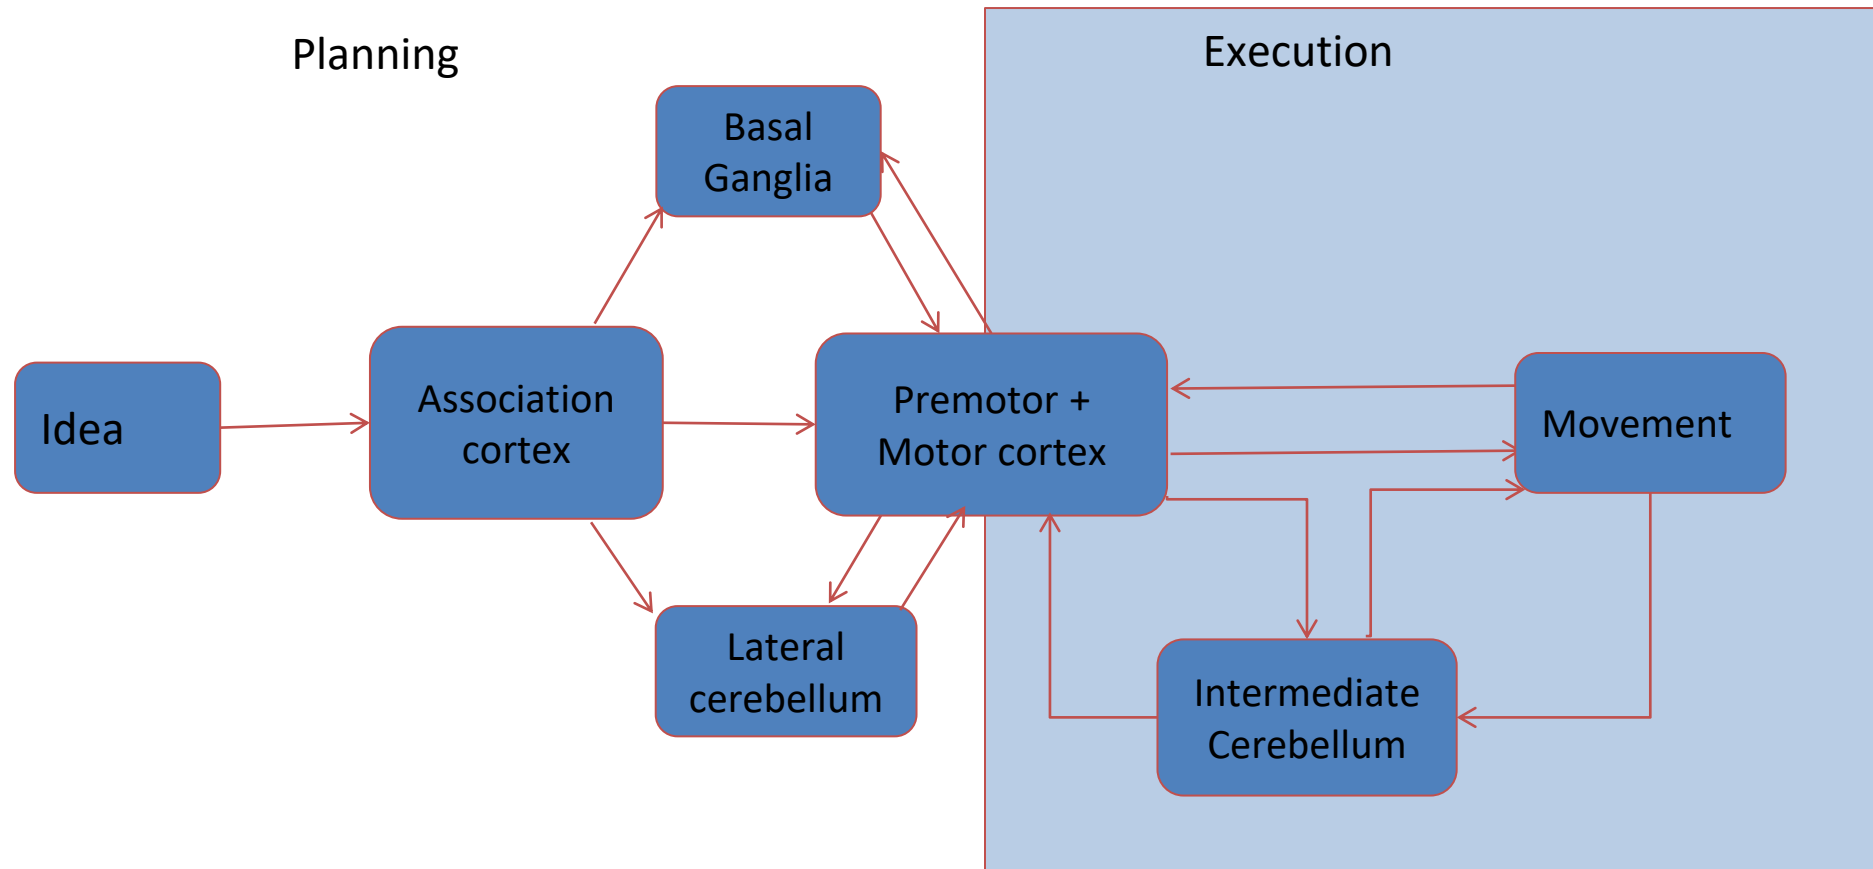 Planning
Execution
Basal
Ganglia
Idea
Association
cortex
Premotor +
Motor cortex
Movement
Lateral
cerebellum
Intermediate
Cerebellum